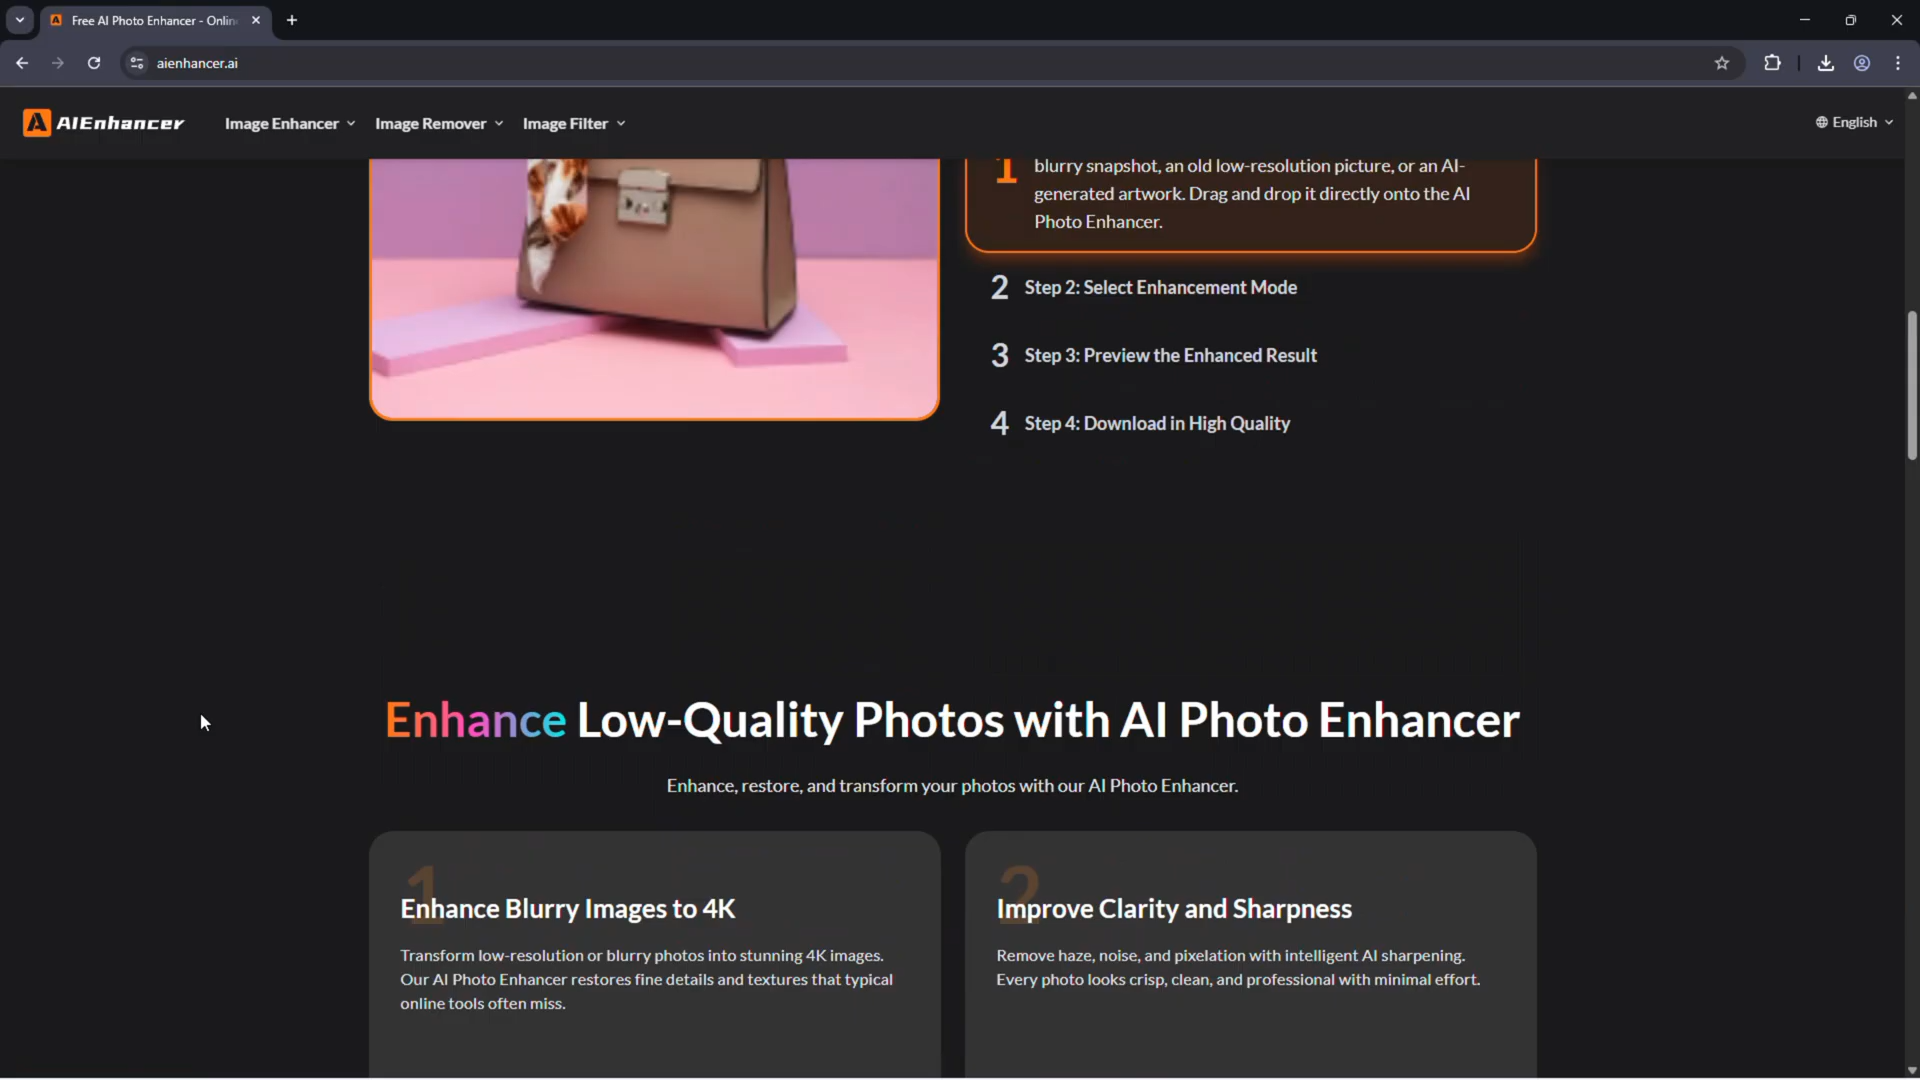 Free AI Photo Enhancer - Onlin
aienhancer.ai
AIEnhancer
Image Enhancer
Image Remover
Image Filter
English
1
blurry snapshot, an old low-resolution picture, or an AI-
generated artwork. Drag and drop it directly onto the AI
Photo Enhancer.
2 Step 2: Select Enhancement Mode
3 Step 3: Preview the Enhanced Result
4 Step 4: Download in High Quality
Enhance Low-Quality Photos with AI Photo Enhancer
Enhance, restore, and transform your photos with our AI Photo Enhancer.
1
Enhance Blurry Images to 4K
Transform low-resolution or blurry photos into stunning 4K images.
Our AI Photo Enhancer restores fine details and textures that typical
online tools often miss.
2
Improve Clarity and Sharpness
Remove haze, noise, and pixelation with intelligent AI sharpening.
Every photo looks crisp, clean, and professional with minimal effort.